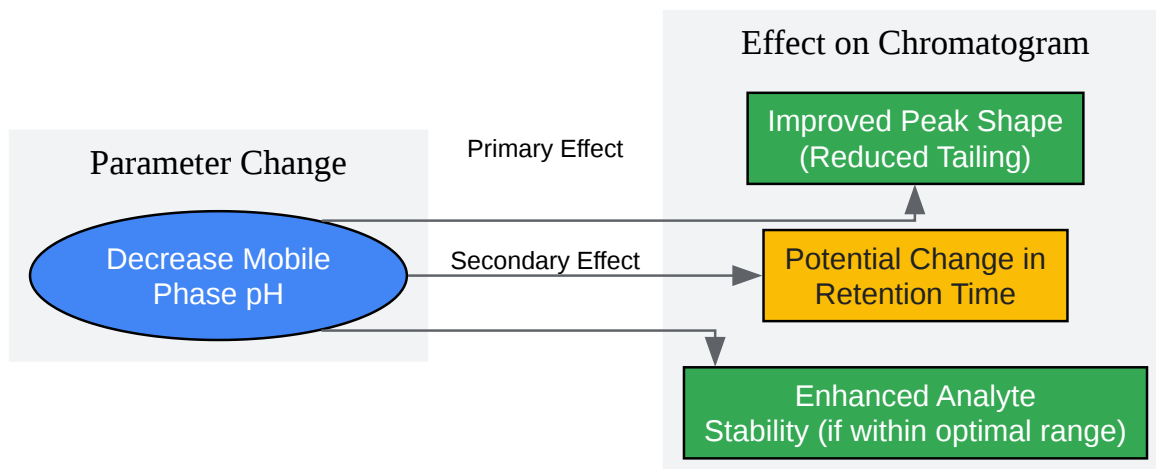 Parameter Change
Decrease Mobile
Phase pH
Primary Effect
Secondary Effect
Effect on Chromatogram
Improved Peak Shape
(Reduced Tailing)
Potential Change in
Retention Time
Enhanced Analyte
Stability (if within optimal range)